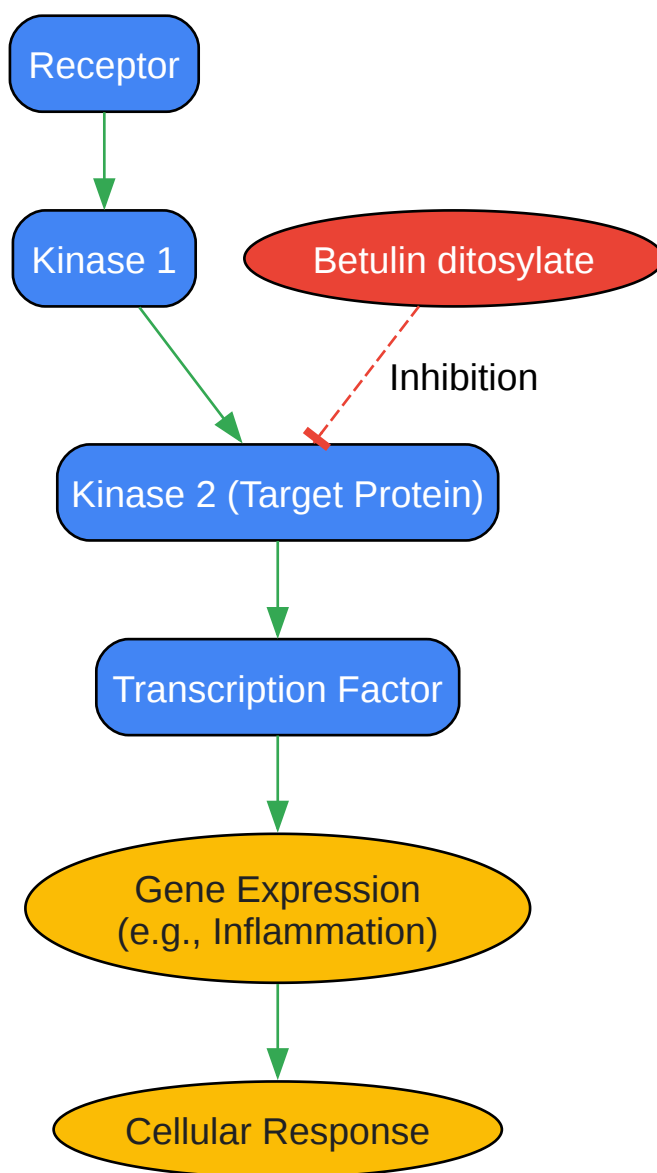 Receptor
Kinase 1
Betulin ditosylate
Inhibition
Kinase 2 (Target Protein)
Transcription Factor
Gene Expression
(e.g., Inflammation)
Cellular Response